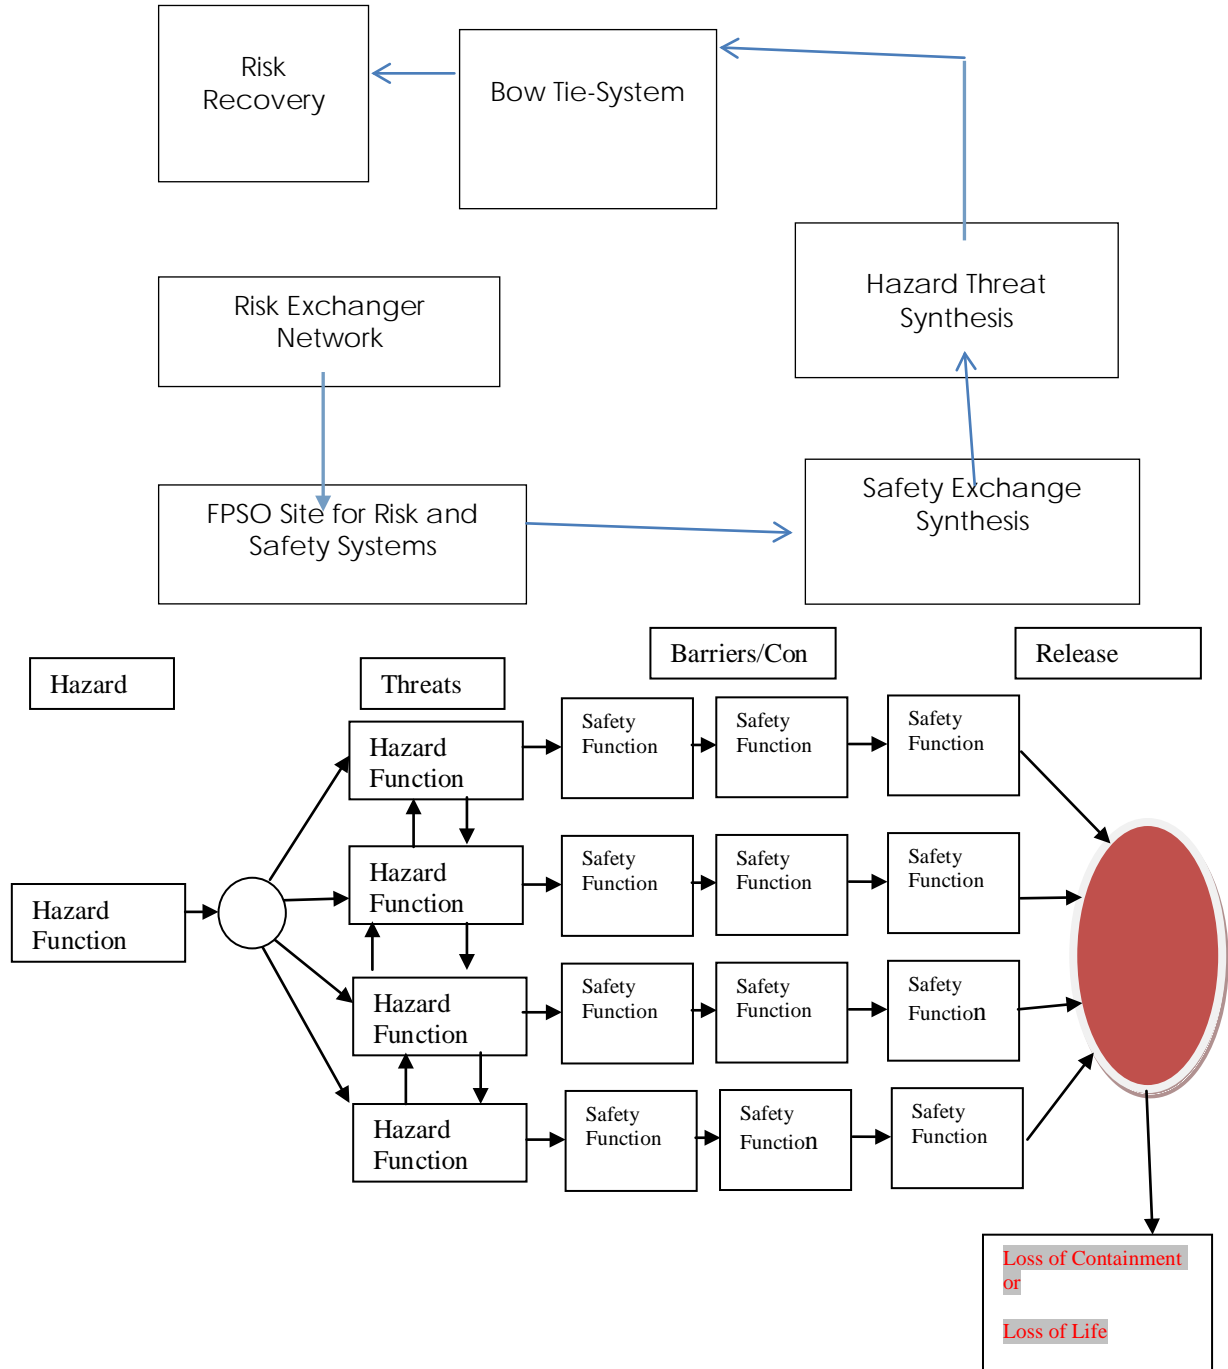 Risk
Recovery
Bow Tie-System
Hazard Threat
Synthesis
Risk Exchanger
Network
FPSO Site for Risk and
Safety Systems
Safety Exchange
Synthesis
Hazard
Threats
Barriers/Con
Release
Hazard
Function
Hazard
Function
Safety
Function
Safety
Function
Safety
Function
Hazard
Function
Safety
Function
Safety
Function
Safety
Function
Hazard
Function
Safety
Function
Safety
Function
Safety
Function
Hazard
Function
Safety
Function
Safety
Function
Safety
Function
Loss of Containment
or
Loss of Life